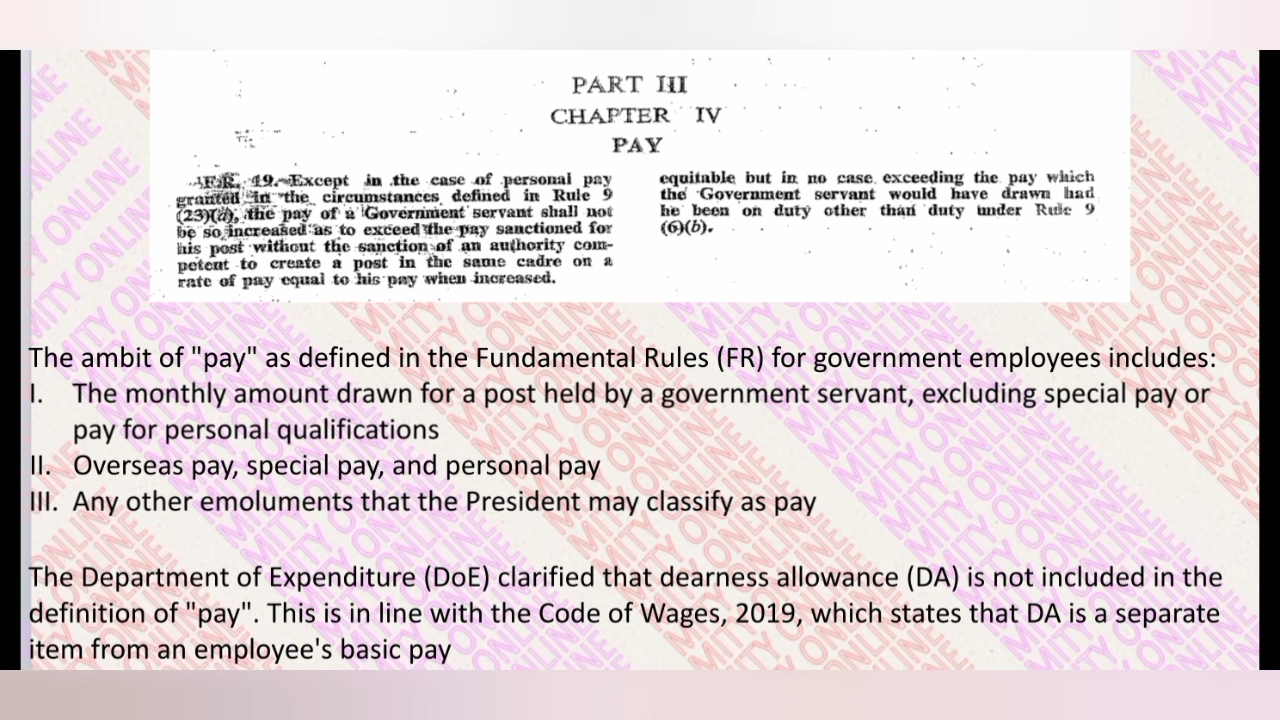 PART III
CHAPTER IV
PAY
F.R. 19.-Except in the case of personal pay
granted in the circumstances defined in Rule 9
(23)(a), the pay of a Government servant shall not
be so increased as to exceed the pay sanctioned for
his post without the sanction of an authority com-
petent to create a post in the same cadre on a
rate of pay equal to his pay when increased.
equitable but in no case exceeding the pay which
the Government servant would have drawn had
he been on duty other than duty under Rule 9
(6)(b).
The ambit of "pay" as defined in the Fundamental Rules (FR) for government employees includes:
I. The monthly amount drawn for a post held by a government servant, excluding special pay or
pay for personal qualifications
II. Overseas pay, special pay, and personal pay
III. Any other emoluments that the President may classify as pay
The Department of Expenditure (DoE) clarified that dearness allowance (DA) is not included in the
definition of "pay". This is in line with the Code of Wages, 2019, which states that DA is a separate
item from an employee's basic pay
MITY ONLINE